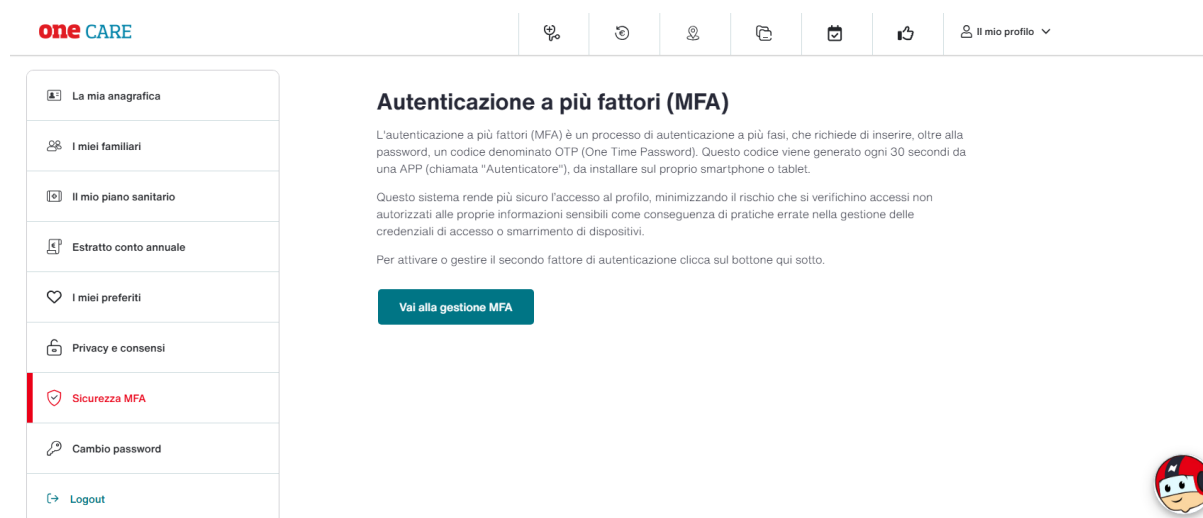 one CARE
Il mio profilo
La mia anagrafica
I miei familiari
Il mio piano sanitario
Estratto conto annuale
I miei preferiti
Privacy e consensi
Sicurezza MFA
Cambio password
Logout
Autenticazione a più fattori (MFA)
L'autenticazione a più fattori (MFA) è un processo di autenticazione a più fasi, che richiede di inserire, oltre alla
password, un codice denominato OTP (One Time Password). Questo codice viene generato ogni 30 secondi da
una APP (chiamata "Autenticatore"), da installare sul proprio smartphone o tablet.
Questo sistema rende più sicuro l'accesso al profilo, minimizzando il rischio che si verifichino accessi non
autorizzati alle proprie informazioni sensibili come conseguenza di pratiche errate nella gestione delle
credenziali di accesso o smarrimento di dispositivi.
Per attivare o gestire il secondo fattore di autenticazione clicca sul bottone qui sotto.
Vai alla gestione MFA